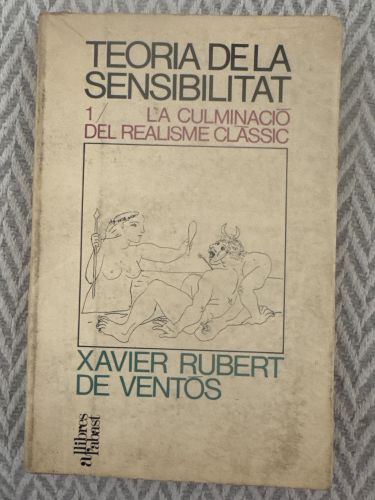 TEORIA DE LA
SENSIBILITAT
1/ LA CULMINACIÓ
DEL REALISME CLÀSSIC
XAVIER RUBERT
DE VENTÓS
llibres
a l'abast